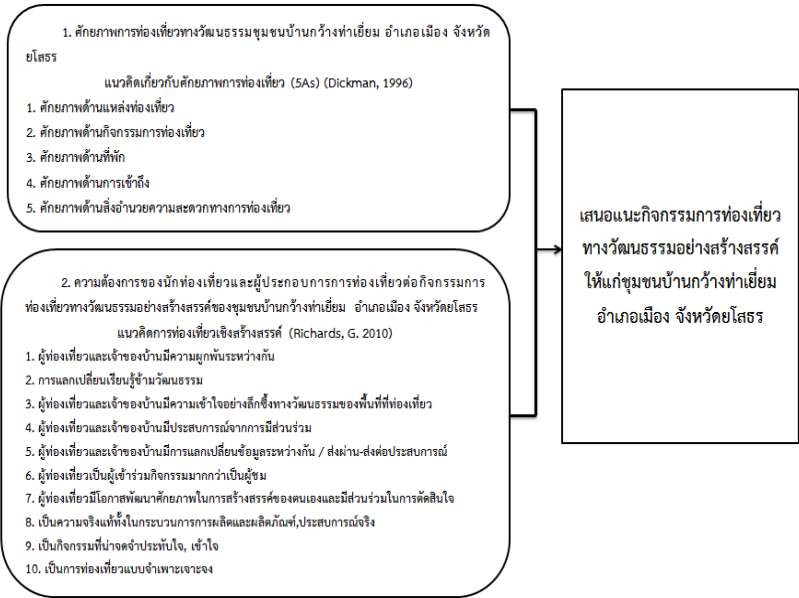 1. ศักยภาพการท่องเที่ยวทางวัฒนธรรมชุมชนบ้านกว้างท่าเยี่ยม อำเภอเมือง จังหวัด
ยโสธร
แนวคิดเกี่ยวกับศักยภาพการท่องเที่ยว (5As) (Dickman, 1996)
1. ศักยภาพด้านแหล่งท่องเที่ยว
2. ศักยภาพด้านกิจกรรมการท่องเที่ยว
3. ศักยภาพด้านที่พัก
4. ศักยภาพด้านการเข้าถึง
5. ศักยภาพด้านสิ่งอำนวยความสะดวกทางการท่องเที่ยว
2. ความต้องการของนักท่องเที่ยวและผู้ประกอบการการท่องเที่ยวต่อกิจกรรมการ
ท่องเที่ยวทางวัฒนธรรมอย่างสร้างสรรค์ของชุมชนบ้านกว้างท่าเยี่ยม อำเภอเมือง จังหวัดยโสธร
แนวคิดการท่องเที่ยวเชิงสร้างสรรค์ (Richards, G. 2010)
1. ผู้ท่องเที่ยวและเจ้าของบ้านมีความผูกพันระหว่างกัน
2. การแลกเปลี่ยนเรียนรู้ข้ามวัฒนธรรม
3. ผู้ท่องเที่ยวและเจ้าของบ้านมีความเข้าใจอย่างลึกซึ้งทางวัฒนธรรมของพื้นที่ที่ท่องเที่ยว
4. ผู้ท่องเที่ยวและเจ้าของบ้านมีประสบการณ์จากการมีส่วนร่วม
5. ผู้ท่องเที่ยวและเจ้าของบ้านมีการแลกเปลี่ยนข้อมูลระหว่างกัน / ส่งผ่าน-ส่งต่อประสบการณ์
6. ผู้ท่องเที่ยวเป็นผู้เข้าร่วมกิจกรรมมากกว่าเป็นผู้ชม
7. ผู้ท่องเที่ยวมีโอกาสพัฒนาศักยภาพในการสร้างสรรค์ของตนเองและมีส่วนร่วมในการตัดสินใจ
8. เป็นความจริงแท้ทั้งในกระบวนการการผลิตและผลิตภัณฑ์,ประสบการณ์จริง
9. เป็นกิจกรรมที่น่าจดจำประทับใจ, เข้าใจ
10. เป็นการท่องเที่ยวแบบจำเพาะเจาะจง
เสนอแนะกิจกรรมการท่องเที่ยว
ทางวัฒนธรรมอย่างสร้างสรรค์
ให้แก่ชุมชนบ้านกว้างท่าเยี่ยม
อำเภอเมือง จังหวัดยโสธร